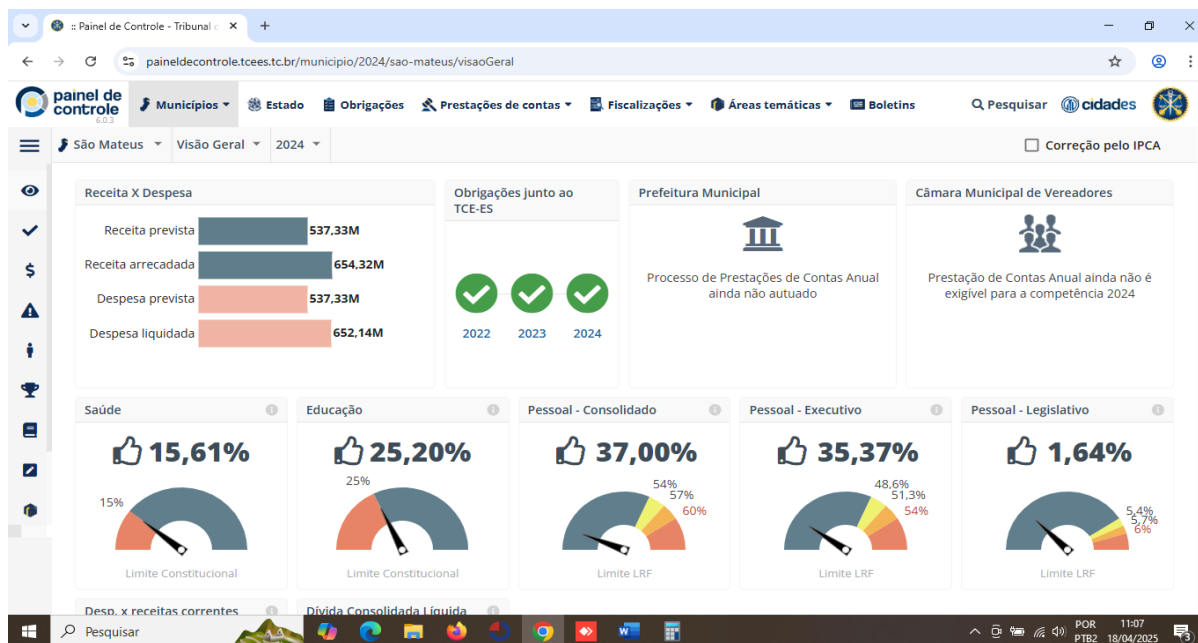 :: Painel de Controle - Tribunal c
paineldecontrole.tcees.tc.br/municipio/2024/sao-mateus/visaoGeral
painel de controle 6.0.3 Municípios Estado Obrigações Prestações de contas Fiscalizações Áreas temáticas Boletins Pesquisar cidades
São Mateus Visão Geral 2024 Correção pelo IPCA
Receita X Despesa
Receita prevista 537,33M
Receita arrecadada 654,32M
Despesa prevista 537,33M
Despesa liquidada 652,14M
Obrigações junto ao
TCE-ES
2022 2023 2024
Prefeitura Municipal
Processo de Prestações de Contas Anual
ainda não autuado
Câmara Municipal de Vereadores
Prestação de Contas Anual ainda não é
exigível para a competência 2024
Saúde
15,61%
15%
Limite Constitucional
Educação
25,20%
25%
Limite Constitucional
Pessoal - Consolidado
37,00%
54%
57%
60%
Limite LRF
Pessoal - Executivo
35,37%
48,6%
51,3%
54%
Limite LRF
Pessoal - Legislativo
1,64%
5,4%
5,7%
6%
Limite LRF
Desp. x receitas correntes
Dívida Consolidada Líquida
Pesquisar
POR
PTB2
11:07
18/04/2025